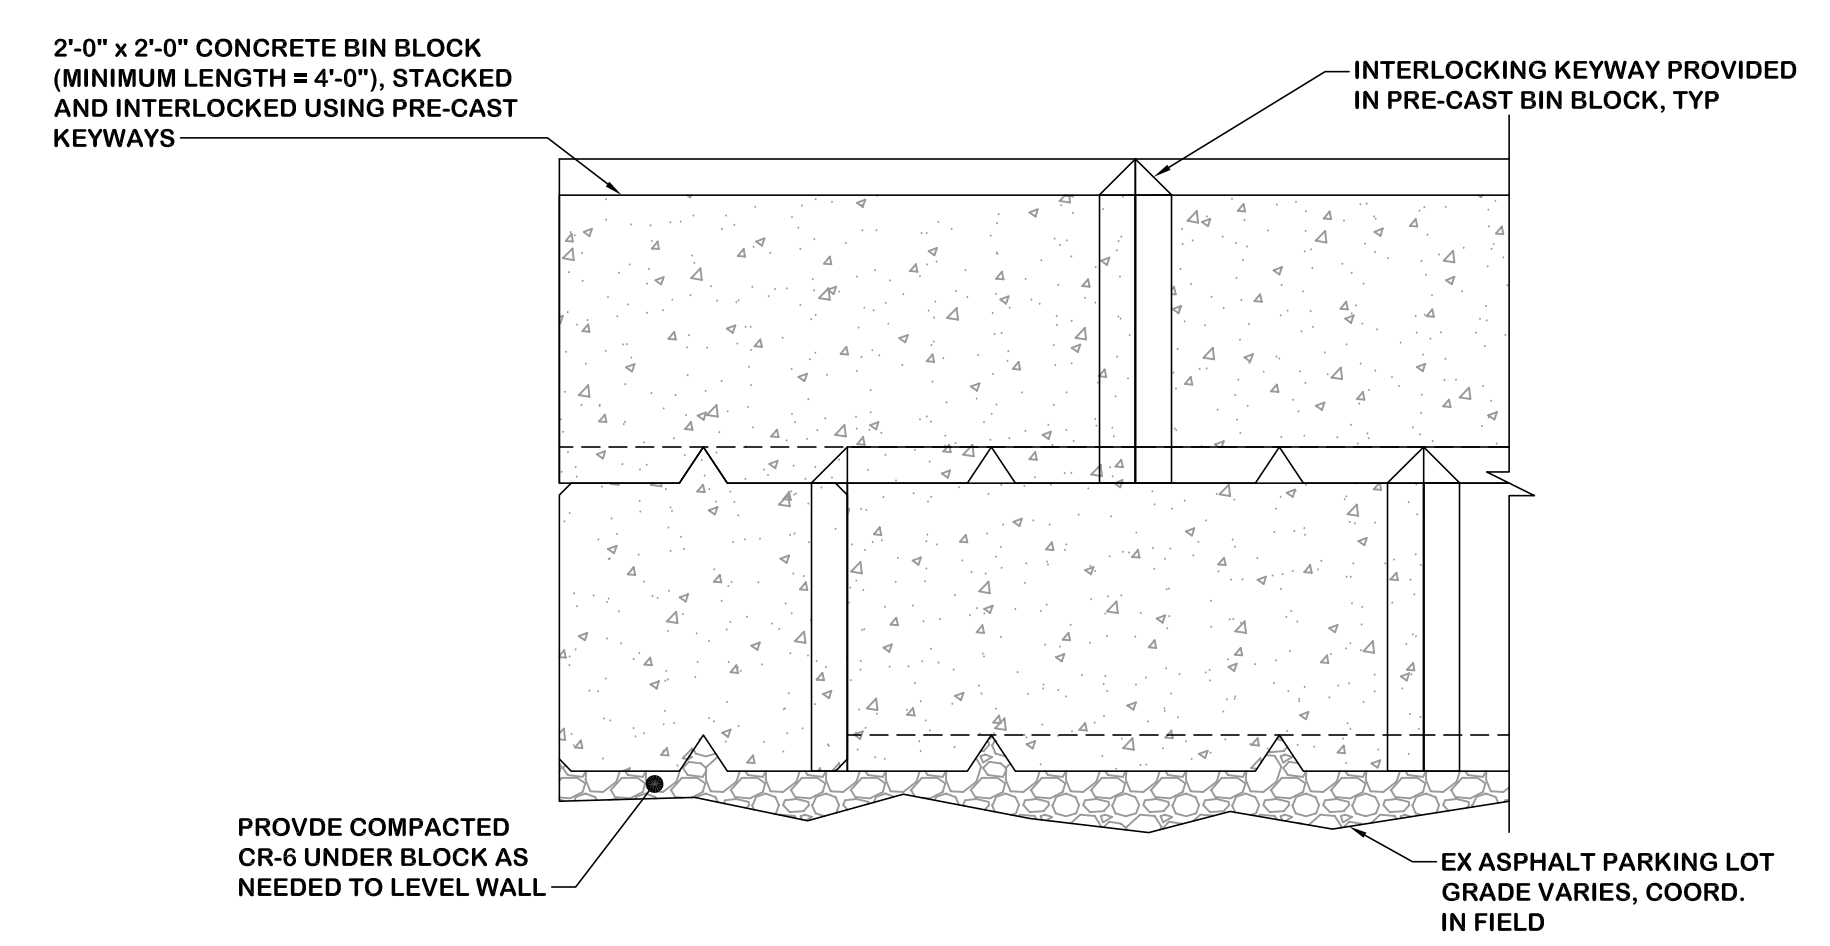 2'-0" x 2'-0" CONCRETE BIN BLOCK
(MINIMUM LENGTH = 4'-0"), STACKED
AND INTERLOCKED USING PRE-CAST
KEYWAYS
INTERLOCKING KEYWAY PROVIDED
IN PRE-CAST BIN BLOCK, TYP
PROVDE COMPACTED
CR-6 UNDER BLOCK AS
NEEDED TO LEVEL WALL
EX ASPHALT PARKING LOT
GRADE VARIES, COORD.
IN FIELD